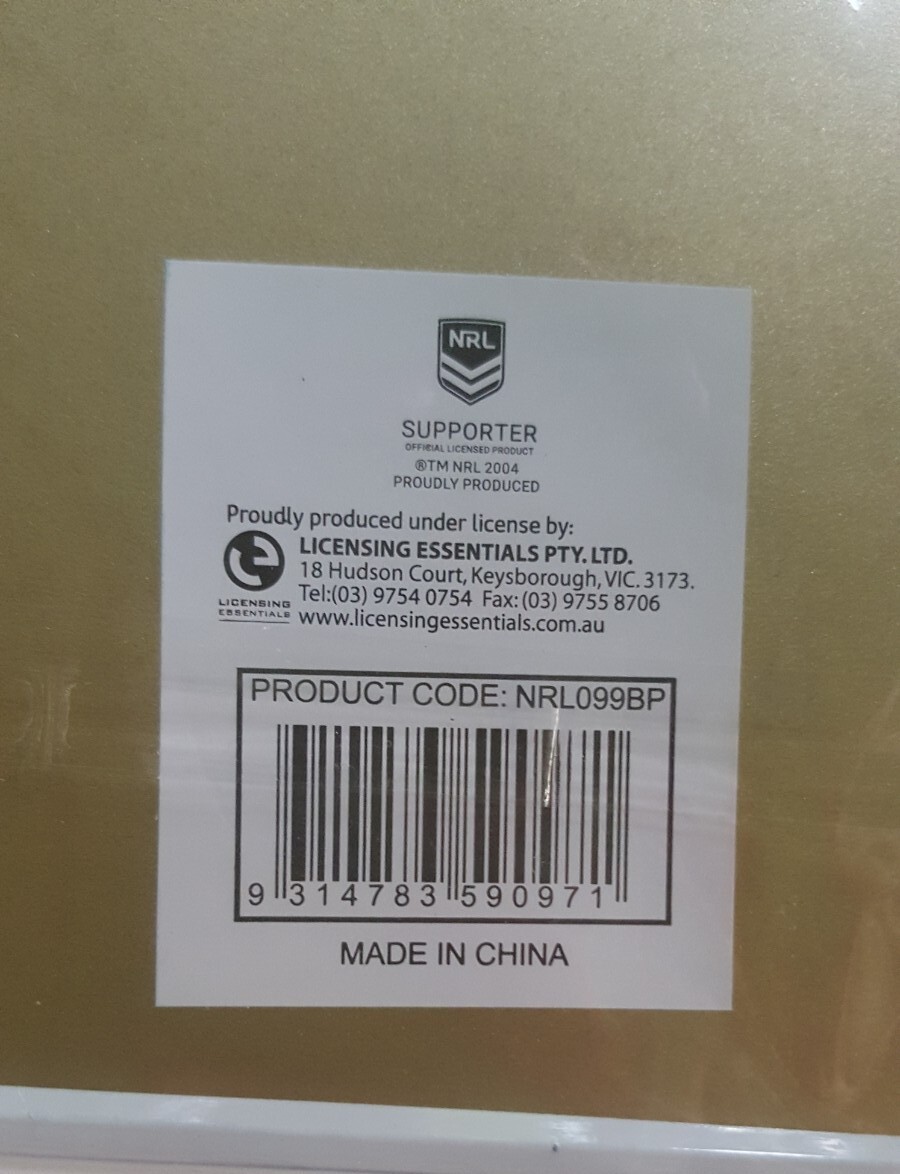 NRL
SUPPORTER
OFFICIAL LICENSED PRODUCT
®TM NRL 2004
PROUDLY PRODUCED
Proudly produced under license by:
LICENSING ESSENTIALS PTY. LTD.
18 Hudson Court, Keysborough, VIC. 3173.
Tel:(03) 9754 0754 Fax: (03) 9755 8706
www.licensingessentials.com.au
LICENSING
ESSENTIALS
PRODUCT CODE: NRL099BP
9 314783 590971
MADE IN CHINA